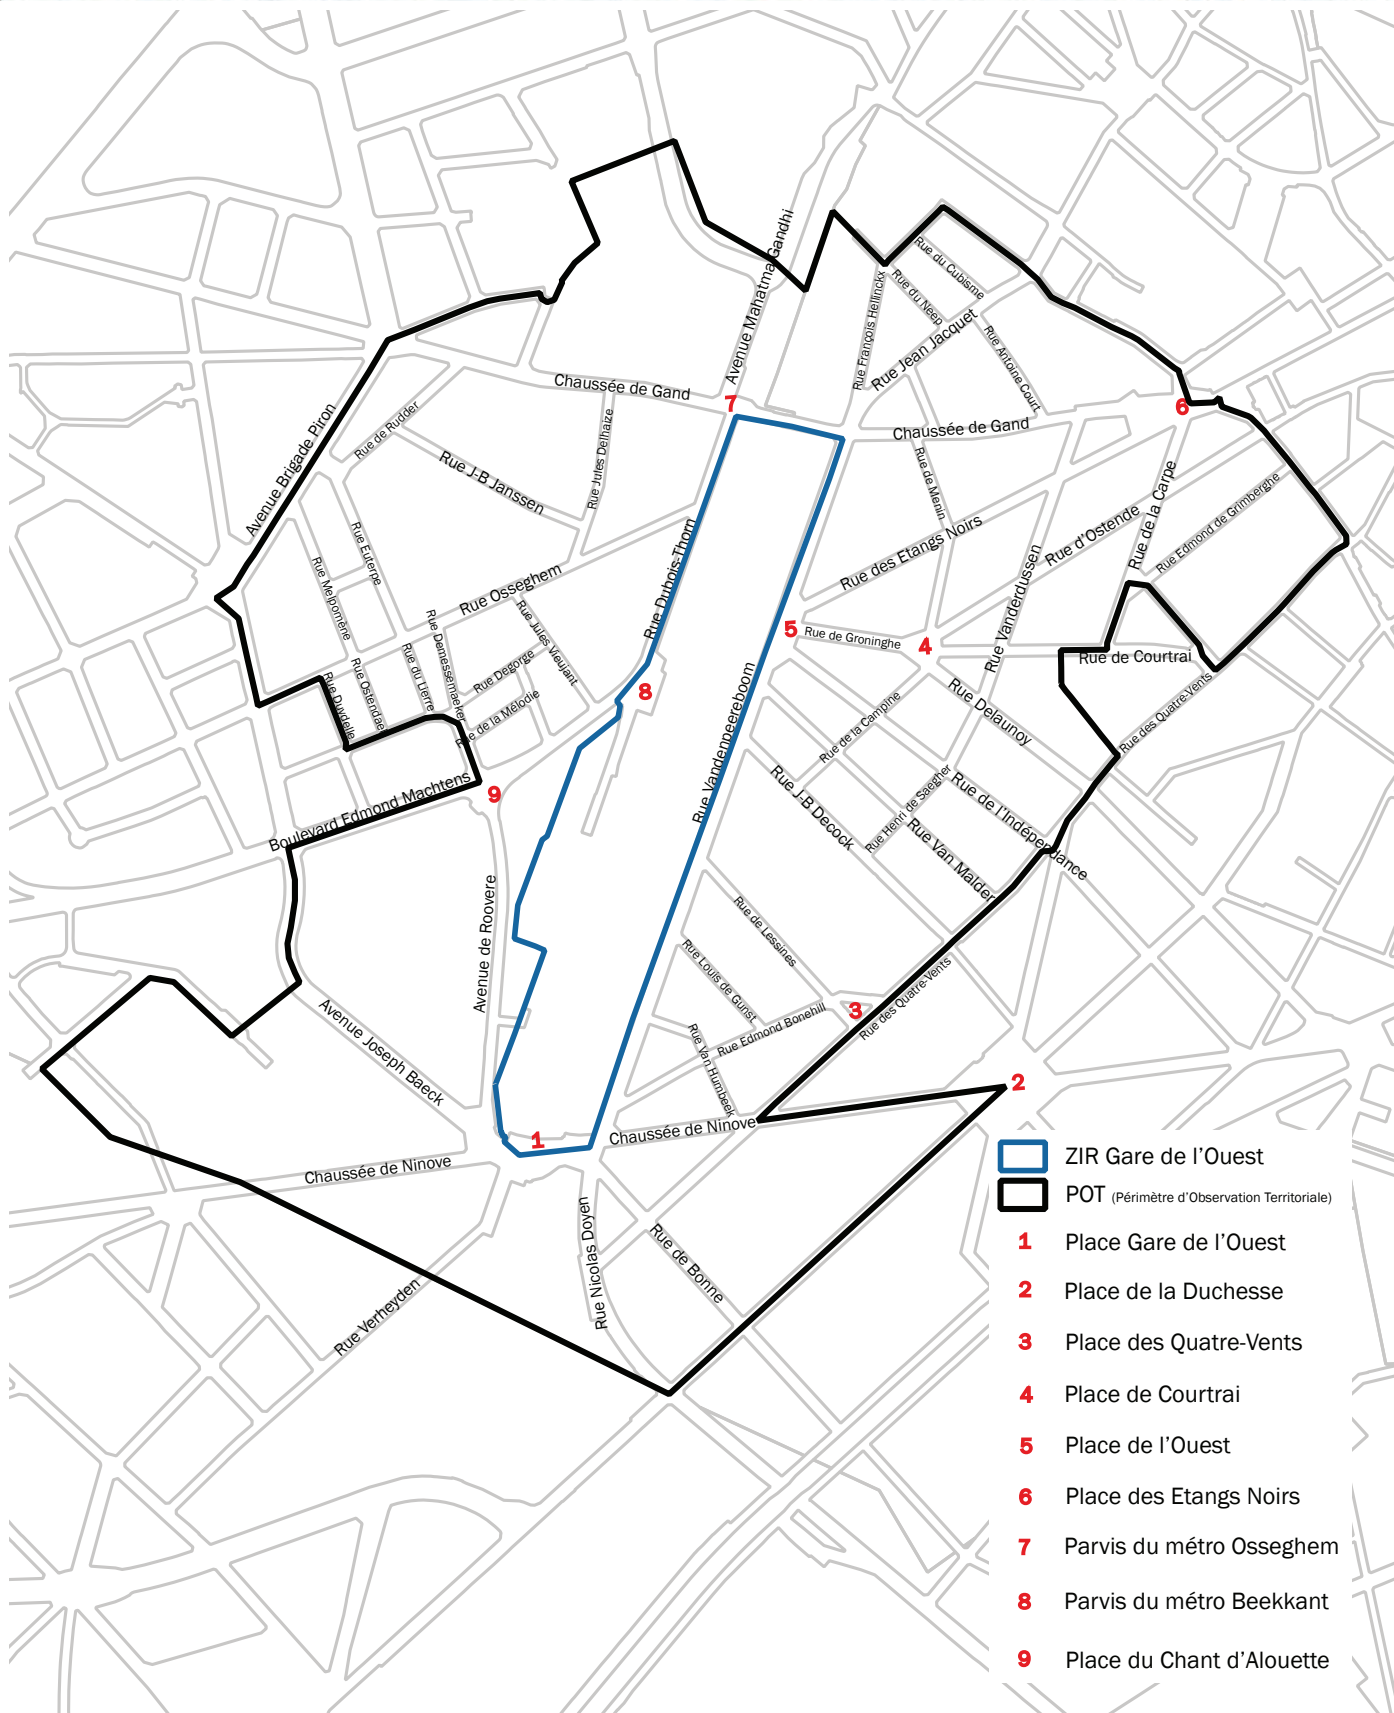 Avenue Mahatma Gandhi
Rue du Cubisme
Rue du Neep
Rue François Hellinckx
Rue Jean Jacquet
Rue Antoine Court
Chaussée de Gand
7
6
Chaussée de Gand
Avenue Brigade Piron
Rue de Rudder
Rue J-B Janssen
Rue Jules Delhaize
Rue de Menin
Rue de la Carpe
Rue Edmond de Grimberghe
Rue des Etangs Noirs
Rue d'Ostende
Rue Euterpe
Rue Melpomène
Rue Osseghem
Rue Dubois-Thorn
Rue Vanderdussen
Rue Jules Vieujant
Rue Demessemaeker
5
Rue de Groninghe
4
Rue de Courtrai
Rue du Lierre
Rue Degorge
Rue Ostendael
Rue Duydelle
Rue de la Mélodie
8
Rue Vandenpeereboom
Rue Delaunoy
Rue de la Campine
Rue des Quatre-Vents
Boulevard Edmond Machtens
9
Rue J-B Decock
Rue Henri de Saegher
Rue de l'Indépendance
Rue Van Malder
Avenue de Roovere
Rue de Lessines
Rue Louis de Gunst
Rue des Quatre-Vents
3
Rue Edmond Bonehill
Rue Van Humbeek
Avenue Joseph Baeck
2
1
Chaussée de Ninove
Chaussée de Ninove
Rue Nicolas Doyen
Rue de Bonne
Rue Verheyden
ZIR Gare de l'Ouest
POT (Périmètre d'Observation Territoriale)
1 Place Gare de l'Ouest
2 Place de la Duchesse
3 Place des Quatre-Vents
4 Place de Courtrai
5 Place de l'Ouest
6 Place des Etangs Noirs
7 Parvis du métro Osseghem
8 Parvis du métro Beekkant
9 Place du Chant d'Alouette